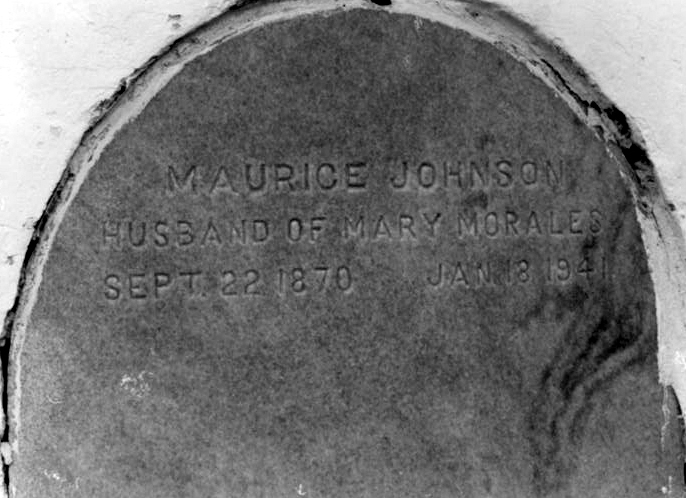 MAURICE JOHNSON
HUSBAND OF MARY MORALES
SEPT. 22 1870 JAN. 18 1941